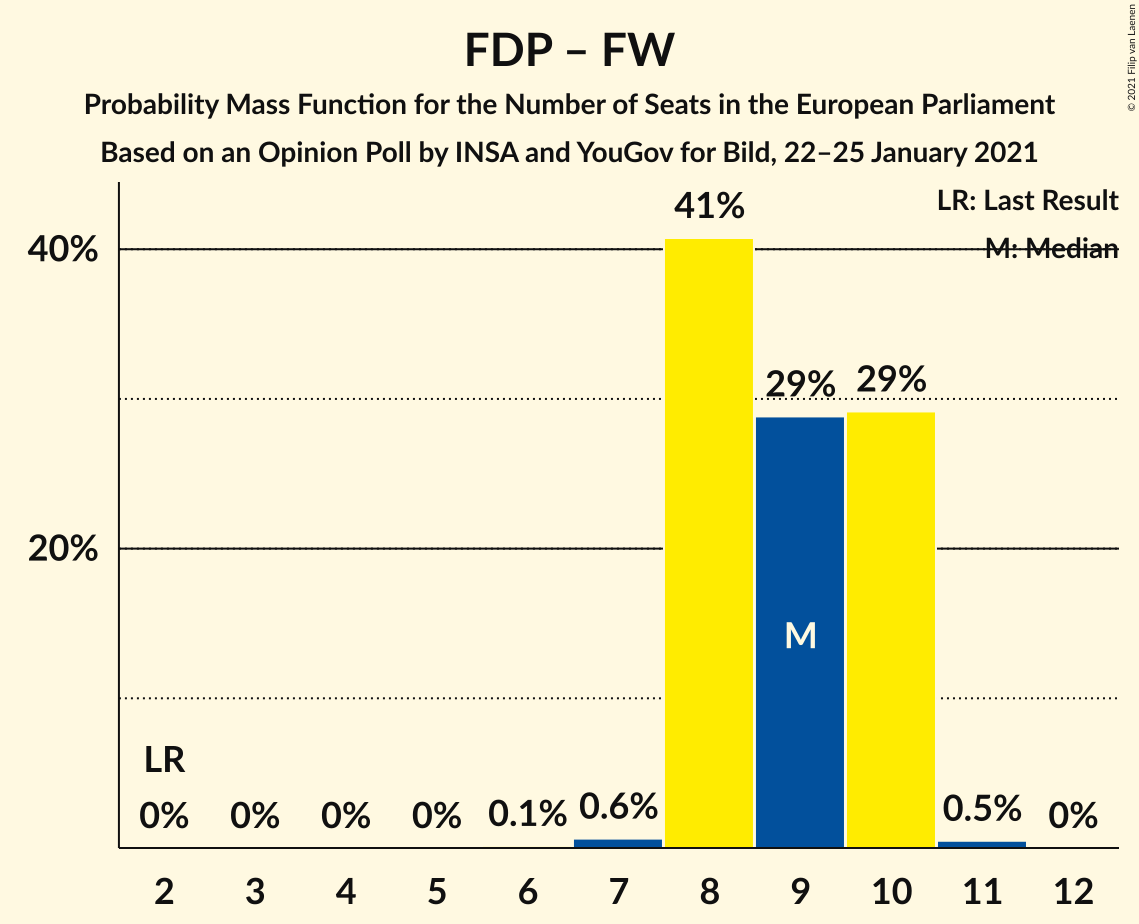 FDP – FW
Probability Mass Function for the Number of Seats in the European Parliament
Based on an Opinion Poll by INSA and YouGov for Bild, 22–25 January 2021
© 2021 Filip van Laenen
LR: Last Result
M: Median
41%
40%
29% 29%
20%
M
LR
0% 0% 0% 0% 0.1% 0.6% 0.5% 0%
2 3 4 5 6 7 8 9 10 11 12